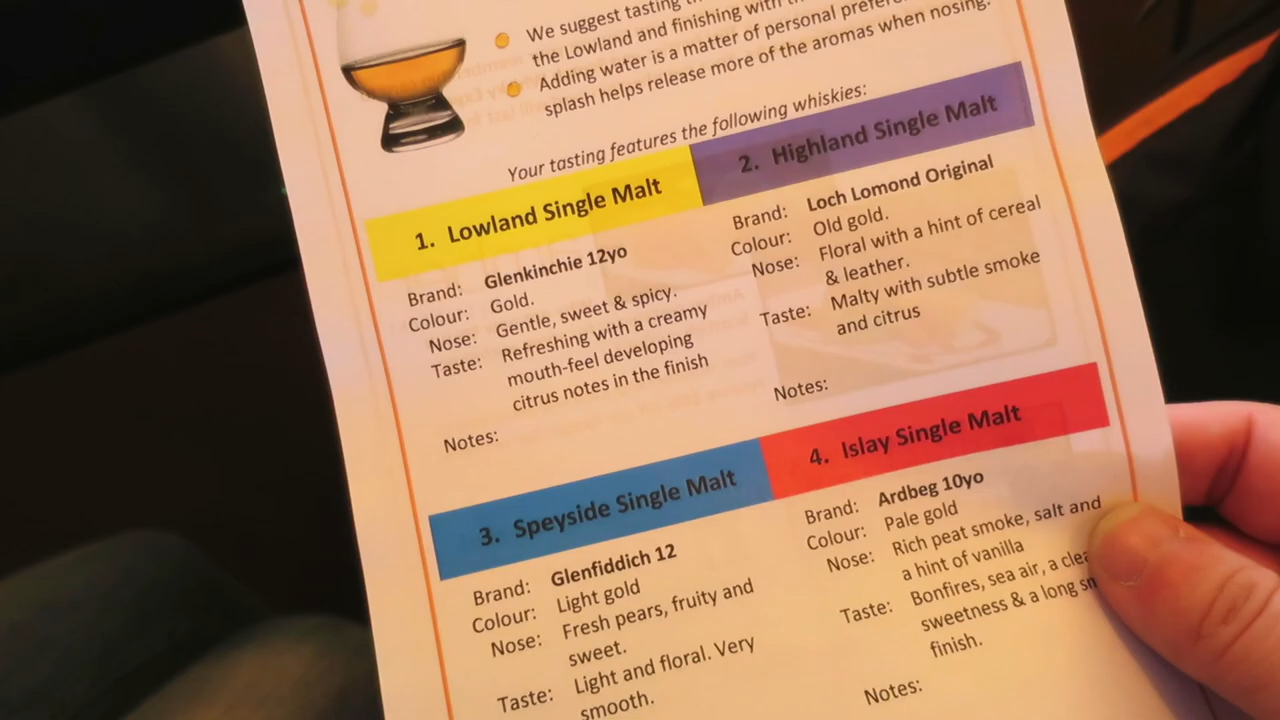 We suggest tasting
the Lowland and finishing with
Adding water is a matter of personal
splash helps release more of the aromas when nosing.
Your tasting features the following whiskies:
1. Lowland Single Malt
Brand: Glenkinchie 12yo
Colour: Gold.
Nose: Gentle, sweet & spicy.
Taste: Refreshing with a creamy
mouth-feel developing
citrus notes in the finish
Notes:
2. Highland Single Malt
Brand: Loch Lomond Original
Colour: Old gold.
Nose: Floral with a hint of cereal
& leather.
Taste: Malty with subtle smoke
and citrus
Notes:
3. Speyside Single Malt
Brand: Glenfiddich 12
Colour: Light gold
Nose: Fresh pears, fruity and
sweet.
Taste: Light and floral. Very
smooth.
4. Islay Single Malt
Brand: Ardbeg 10yo
Colour: Pale gold
Nose: Rich peat smoke, salt and
a hint of vanilla
Taste: Bonfires, sea air, a
sweetness & a long
finish.
Notes: